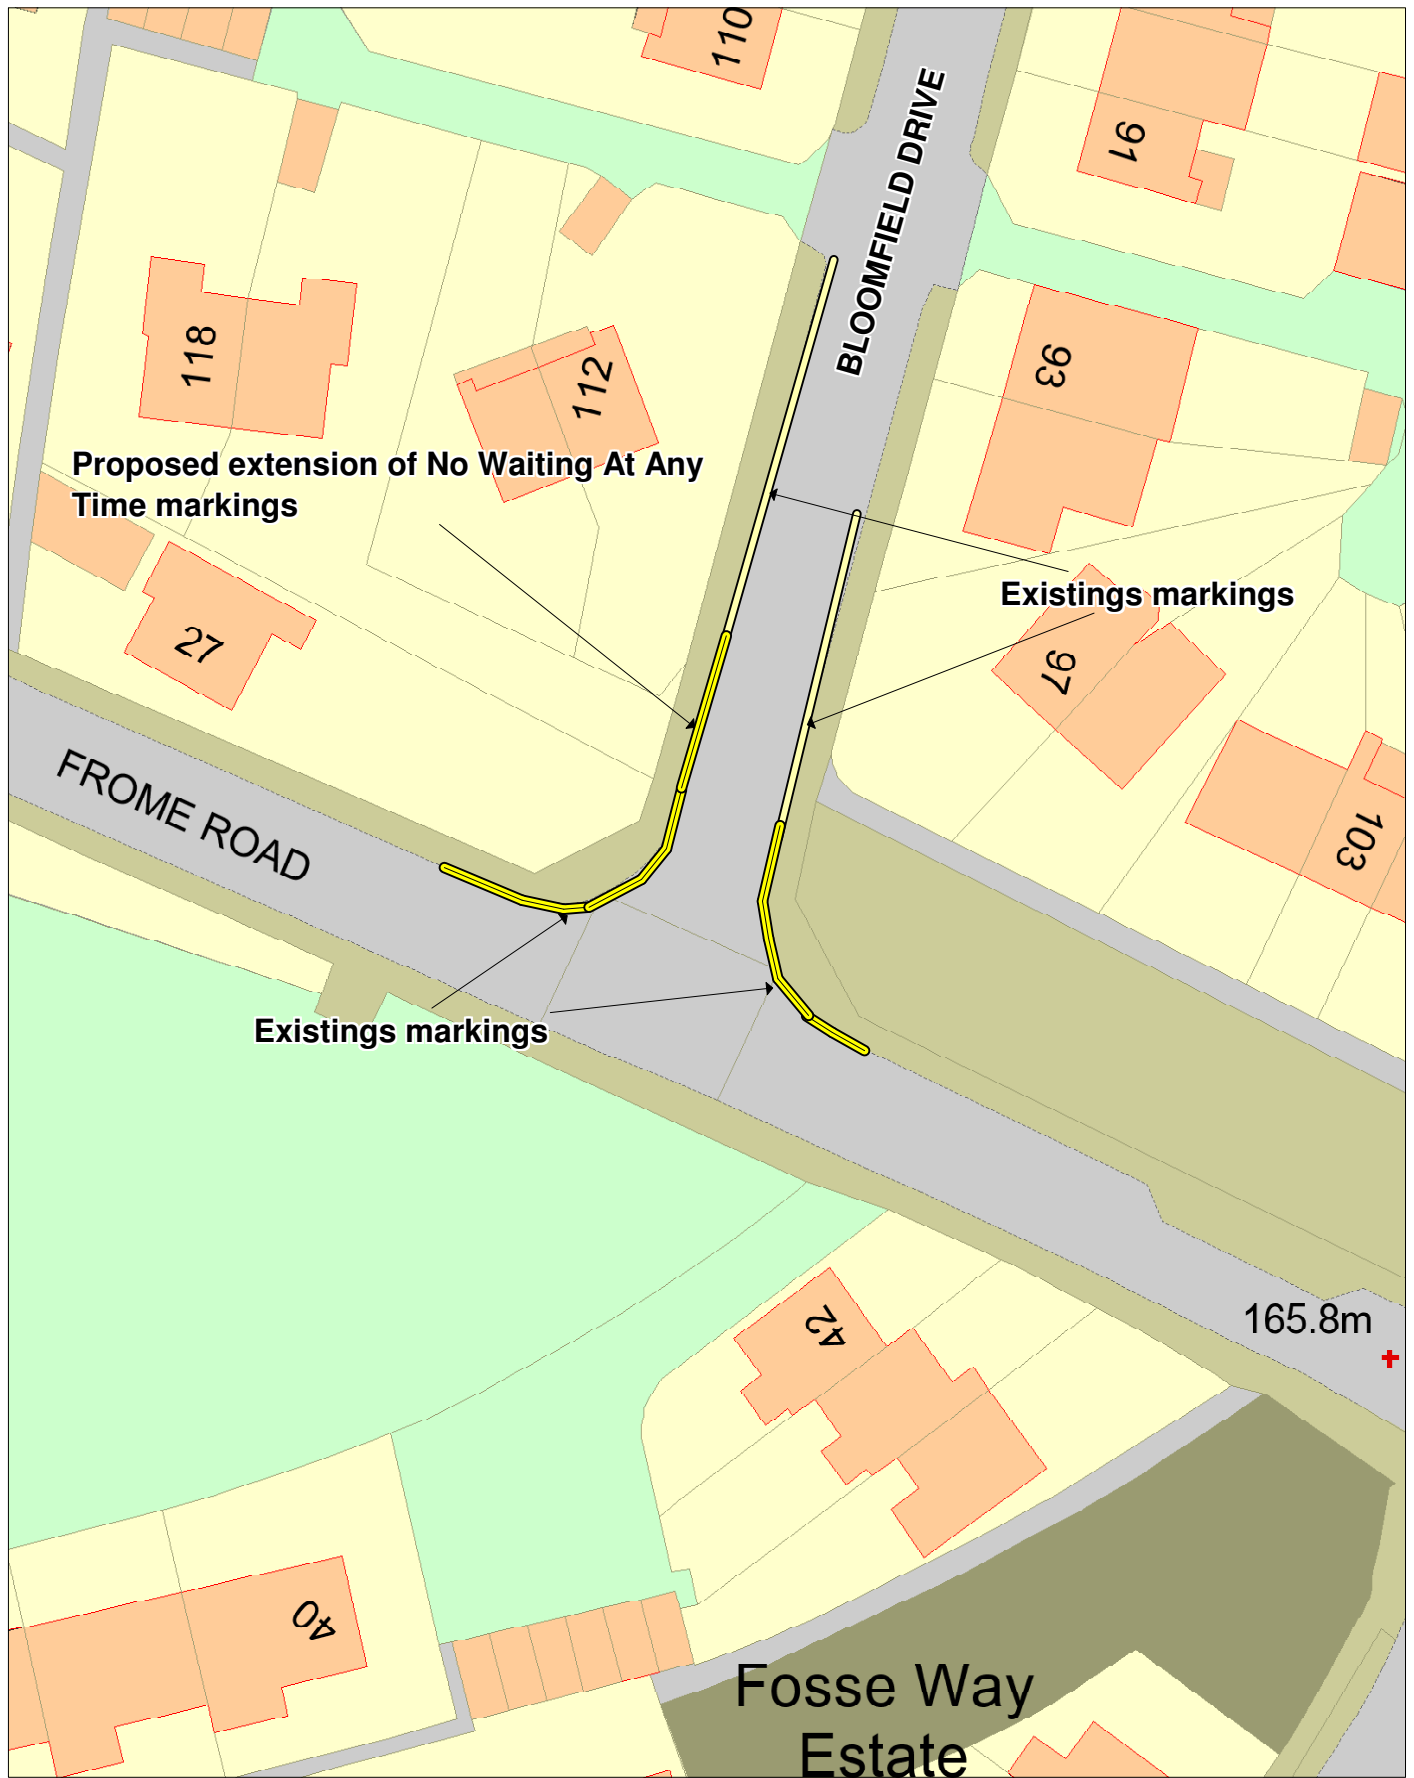 110
BLOOMFIELD DRIVE
91
118
112
93
Proposed extension of No Waiting At Any
Time markings
Existings markings
27
97
FROME ROAD
103
Existings markings
165.8m
42
40
Fosse Way
Estate